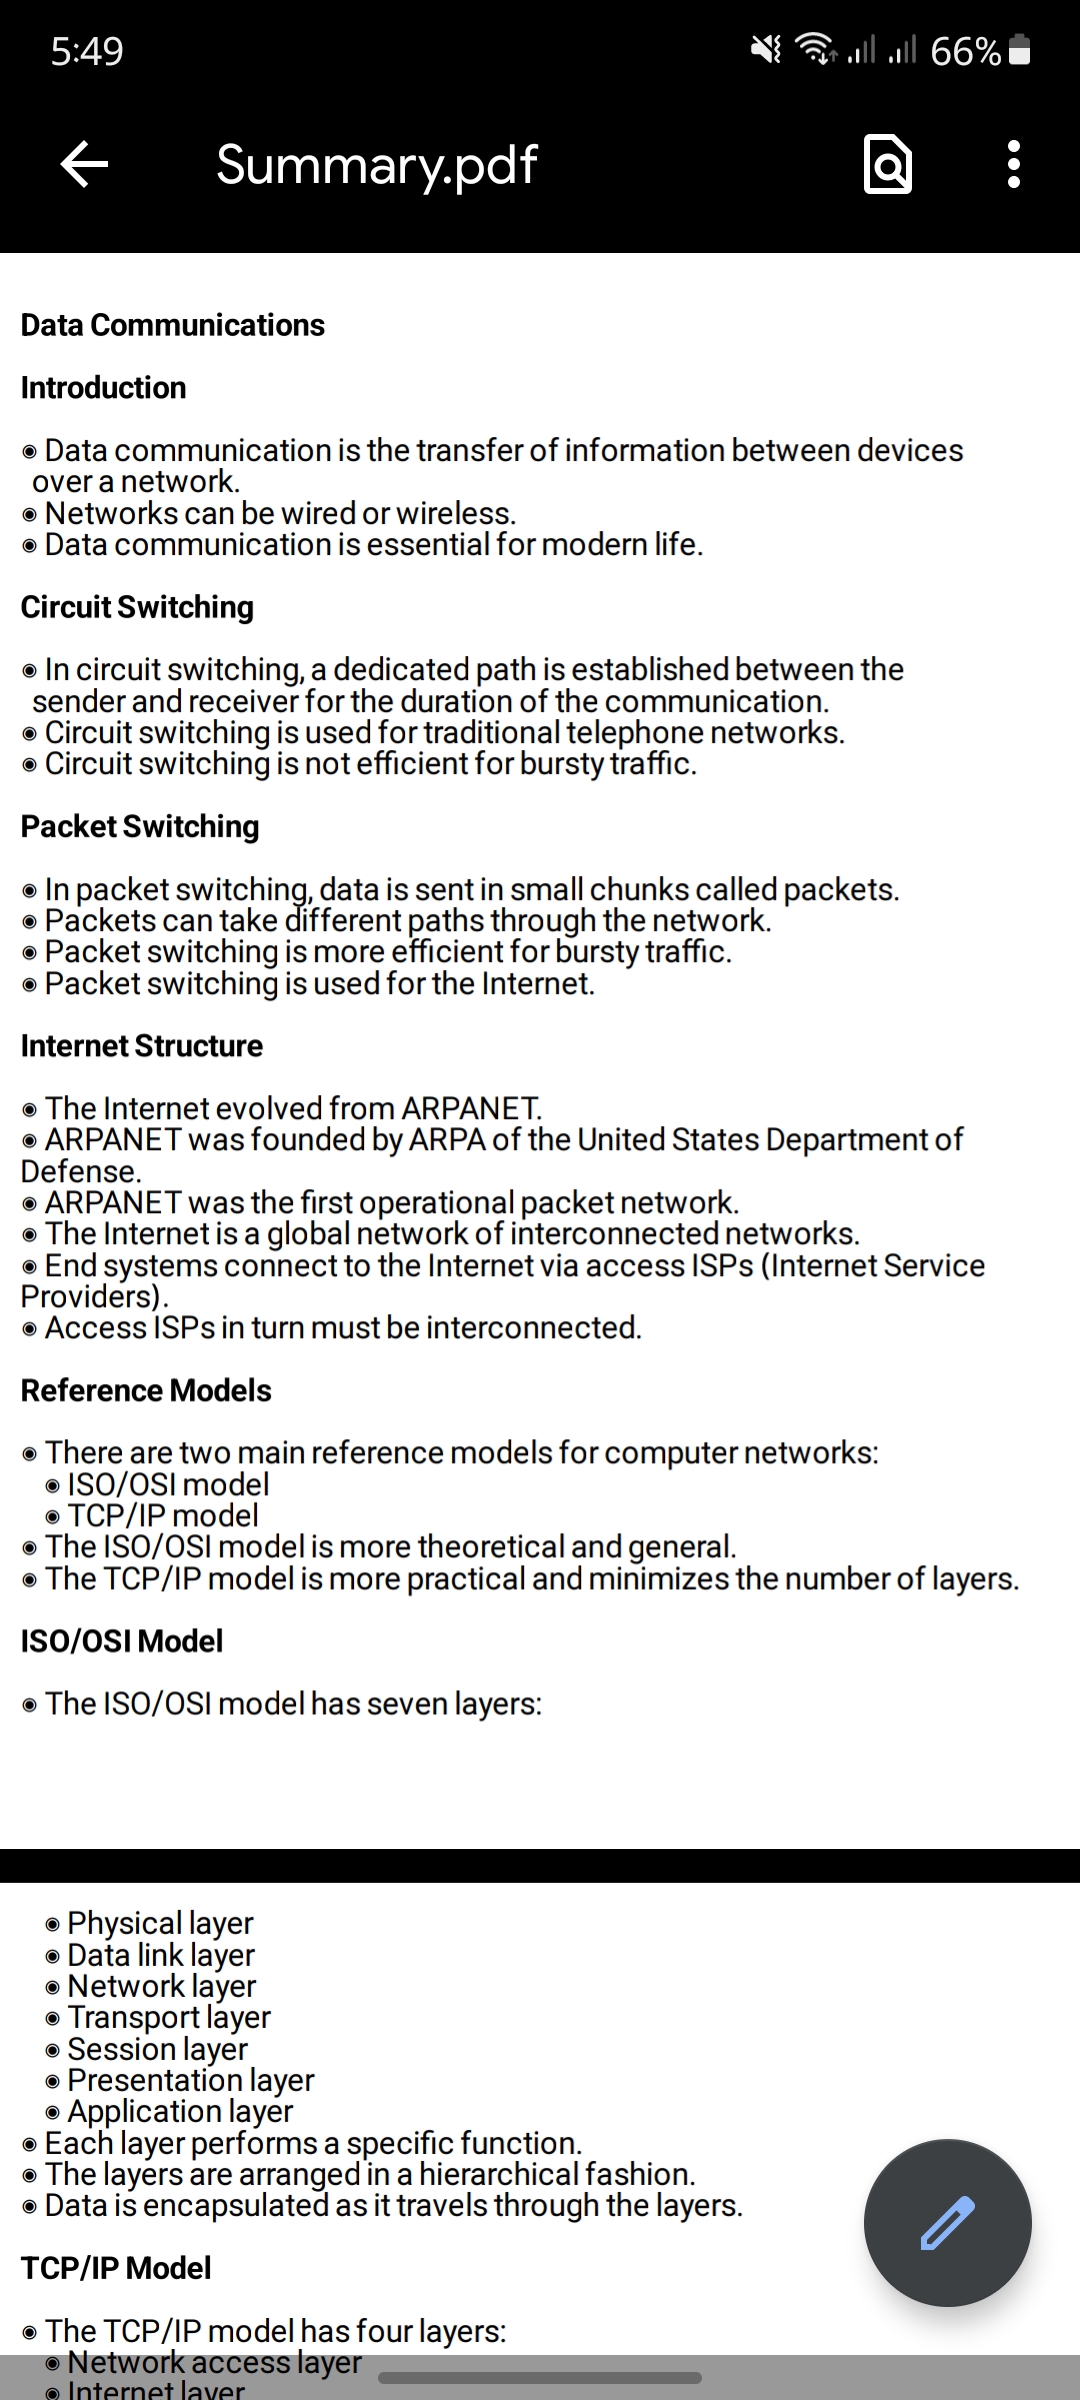 5:49
66%
Summary.pdf
Data Communications
Introduction
◉ Data communication is the transfer of information between devices
over a network.
◉ Networks can be wired or wireless.
◉ Data communication is essential for modern life.
Circuit Switching
◉ In circuit switching, a dedicated path is established between the
sender and receiver for the duration of the communication.
◉ Circuit switching is used for traditional telephone networks.
◉ Circuit switching is not efficient for bursty traffic.
Packet Switching
◉ In packet switching, data is sent in small chunks called packets.
◉ Packets can take different paths through the network.
◉ Packet switching is more efficient for bursty traffic.
◉ Packet switching is used for the Internet.
Internet Structure
◉ The Internet evolved from ARPANET.
◉ ARPANET was founded by ARPA of the United States Department of
Defense.
◉ ARPANET was the first operational packet network.
◉ The Internet is a global network of interconnected networks.
◉ End systems connect to the Internet via access ISPs (Internet Service
Providers).
◉ Access ISPs in turn must be interconnected.
Reference Models
◉ There are two main reference models for computer networks:
◉ ISO/OSI model
◉ TCP/IP model
◉ The ISO/OSI model is more theoretical and general.
◉ The TCP/IP model is more practical and minimizes the number of layers.
ISO/OSI Model
◉ The ISO/OSI model has seven layers:
◉ Physical layer
◉ Data link layer
◉ Network layer
◉ Transport layer
◉ Session layer
◉ Presentation layer
◉ Application layer
◉ Each layer performs a specific function.
◉ The layers are arranged in a hierarchical fashion.
◉ Data is encapsulated as it travels through the layers.
TCP/IP Model
◉ The TCP/IP model has four layers:
◉ Network access layer
◉ Internet layer